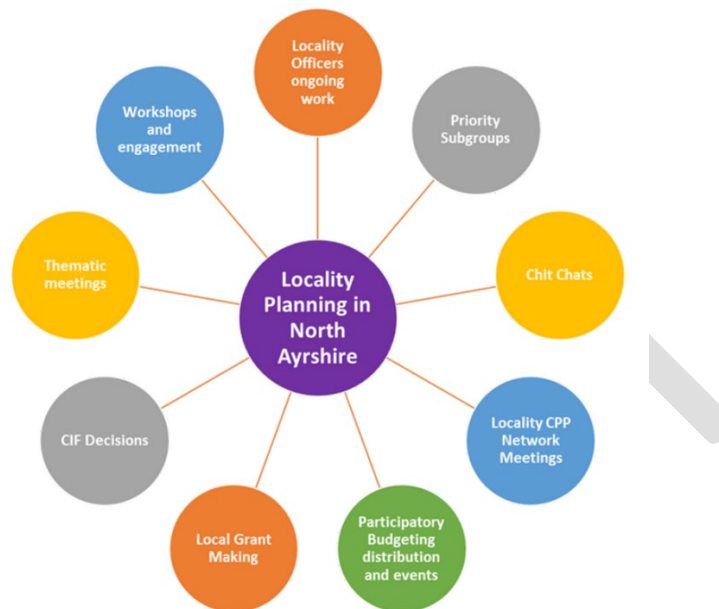 Locality
Officers
ongoing
work
Priority
Subgroups
Chit Chats
Locality CPP
Network
Meetings
Participatory
Budgeting
distribution
and events
Local Grant
Making
CIF Decisions
Thematic
meetings
Workshops
and
engagement
Locality
Planning in
North
Ayrshire